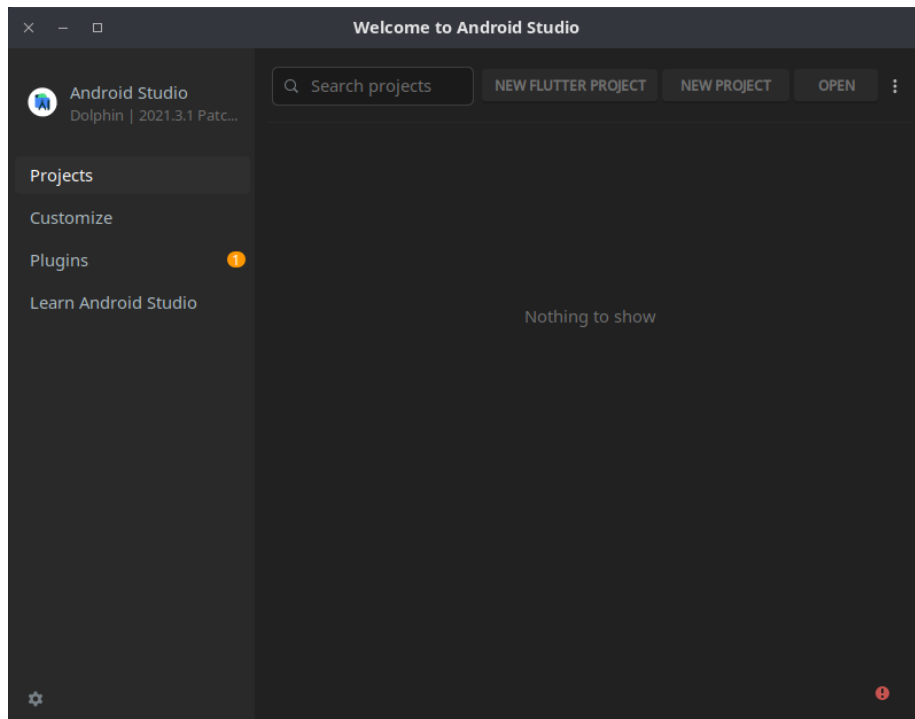 Welcome to Android Studio
Android Studio
Dolphin | 2021.3.1 Patc...
Search projects
NEW FLUTTER PROJECT
NEW PROJECT
OPEN
Projects
Customize
Plugins
1
Learn Android Studio
Nothing to show